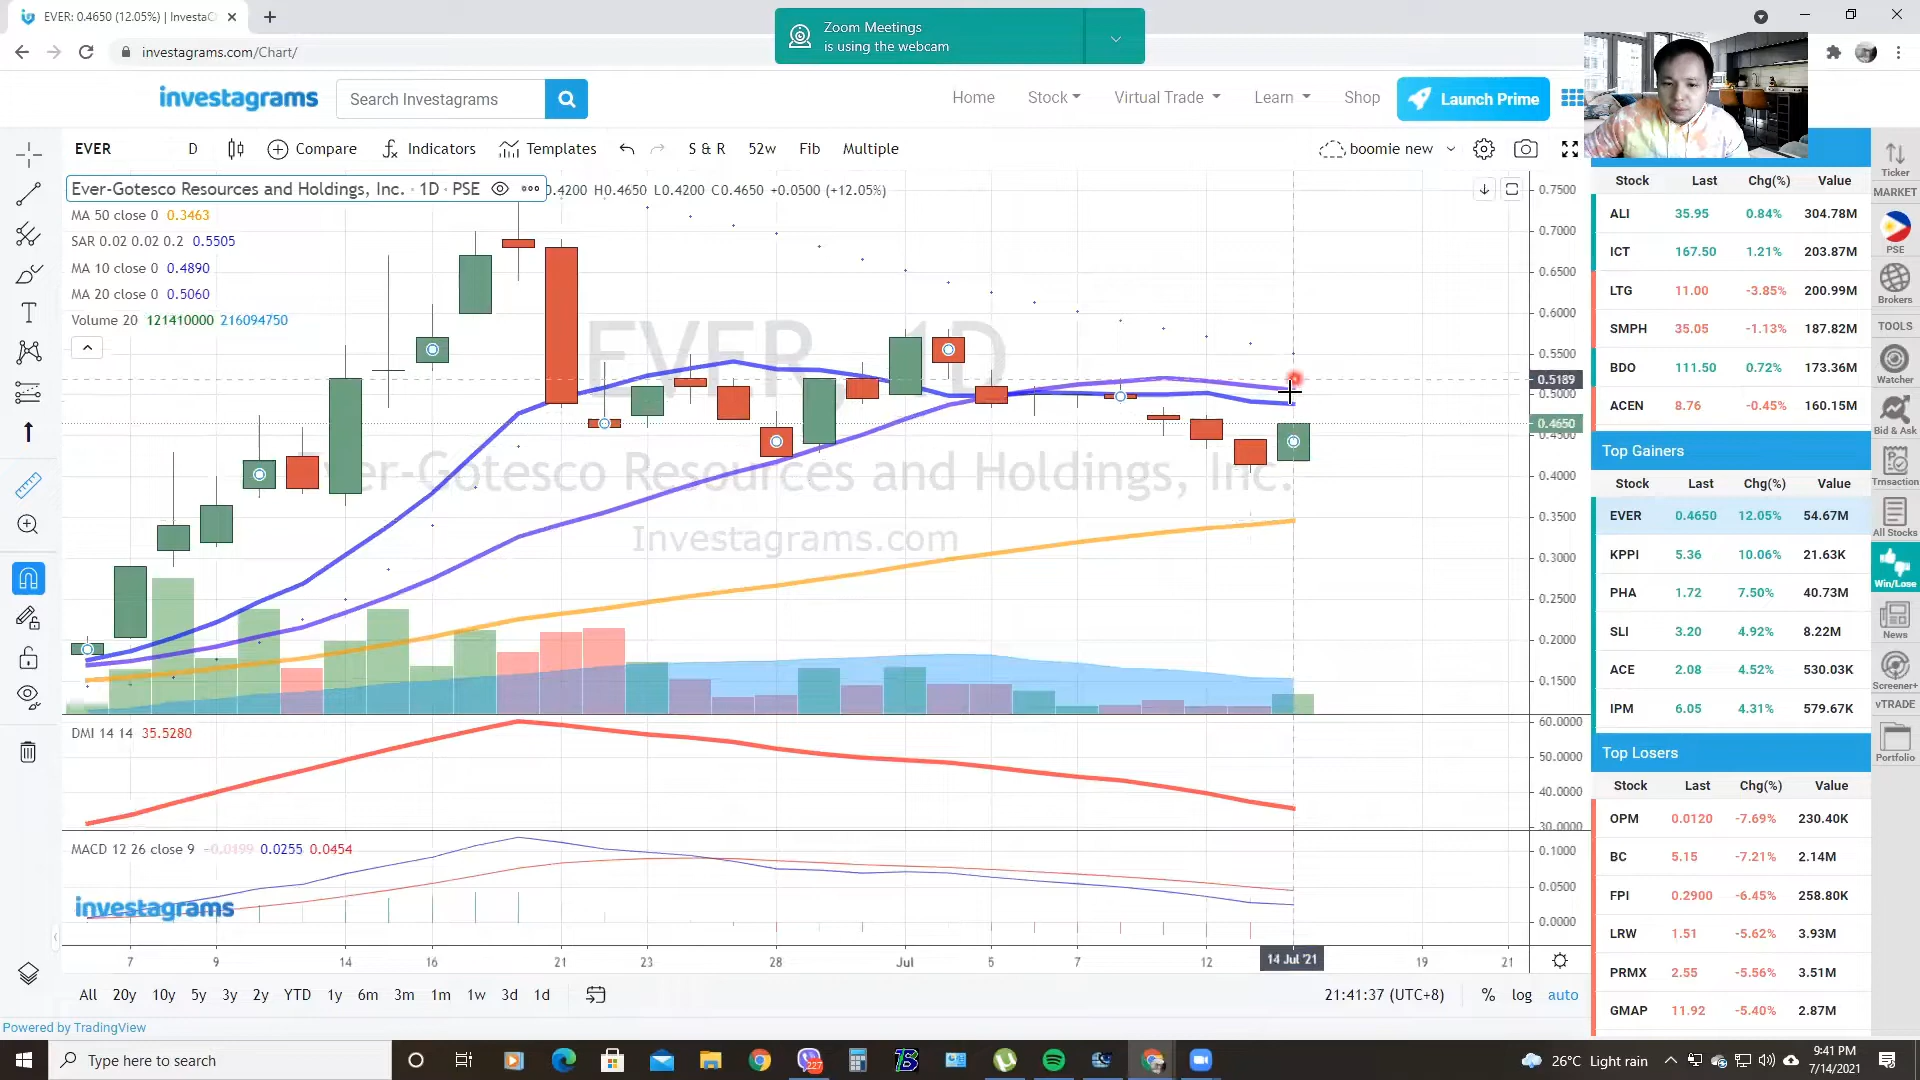 EVER: 0.4650 (12.05%) | InvestaG
Zoom Meetings
is using the webcam
investagrams.com/Chart/
investagrams
Search Investagrams
Home
Stock
Virtual Trade
Learn
Shop
Launch Prime
EVER
D
Compare
Indicators
Templates
S & R
52w
Fib
Multiple
boomie new
Ever-Gotesco Resources and Holdings, Inc. · 1D · PSE
0.4200 H0.4650 L0.4200 C0.4650 +0.0500 (+12.05%)
MA 50 close 0 0.3463
SAR 0.02 0.02 0.2 0.5505
MA 10 close 0 0.4890
MA 20 close 0 0.5060
Volume 20 121410000 216094750
EVER, 1D
Ever-Gotesco Resources and Holdings, Inc.
Investagrams.com
0.7500
0.7000
0.6500
0.6000
0.5500
0.5189
0.5000
0.4650
0.4500
0.4000
0.3500
0.3000
0.2500
0.2000
0.1500
DMI 14 14 35.5280
60.0000
50.0000
40.0000
30.0000
MACD 12 26 close 9 -0.0199 0.0255 0.0454
0.1000
0.0500
0.0000
investagrams
7 9 14 16 21 23 28 Jul 5 7 12 14 Jul '21 19 21
All 20y 10y 5y 3y 2y YTD 1y 6m 3m 1m 1w 3d 1d
21:41:37 (UTC+8) % log auto
Powered by TradingView
Stock Last Chg(%) Value
ALI 35.95 0.84% 304.78M
ICT 167.50 1.21% 203.87M
LTG 11.00 -3.85% 200.99M
SMPH 35.05 -1.13% 187.82M
BDO 111.50 0.72% 173.36M
ACEN 8.76 -0.45% 160.15M
Top Gainers
Stock Last Chg(%) Value
EVER 0.4650 12.05% 54.67M
KPPI 5.36 10.06% 21.63K
PHA 1.72 7.50% 40.73M
SLI 3.20 4.92% 8.22M
ACE 2.08 4.52% 530.03K
IPM 6.05 4.31% 579.67K
Top Losers
Stock Last Chg(%) Value
OPM 0.0120 -7.69% 230.40K
BC 5.15 -7.21% 2.14M
FPI 0.2900 -6.45% 258.80K
LRW 1.51 -5.62% 3.93M
PRMX 2.55 -5.56% 3.51M
GMAP 11.92 -5.40% 2.87M
Ticker
MARKET
PSE
Brokers
TOOLS
Watcher
Bid & Ask
Trnsaction
All Stocks
Win/Lose
News
Screener+
vTRADE
Portfolio
Type here to search
227
26°C Light rain
9:41 PM
7/14/2021